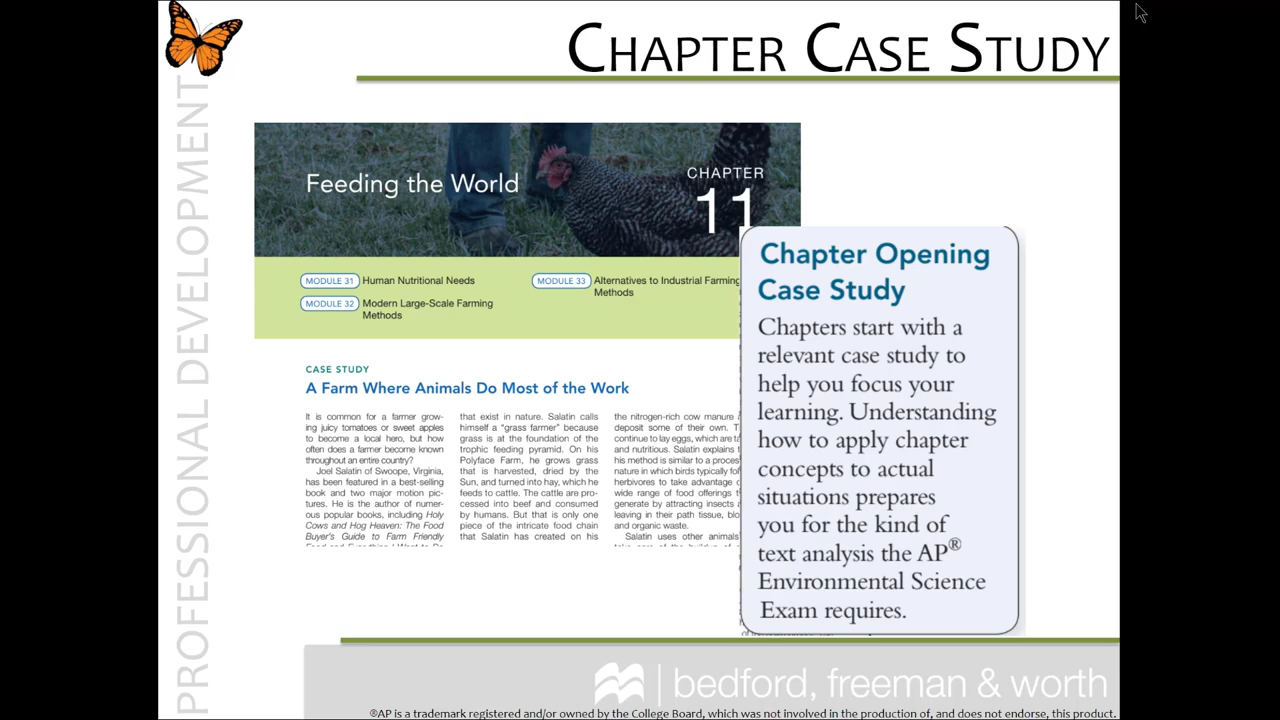 CHAPTER CASE STUDY
PROFESSIONAL DEVELOPMENT
Feeding the World
CHAPTER
11
MODULE 31 Human Nutritional Needs
MODULE 32 Modern Large-Scale Farming
Methods
MODULE 33 Alternatives to Industrial Farming
Methods
CASE STUDY
A Farm Where Animals Do Most of the Work
It is common for a farmer grow-
ing juicy tomatoes or sweet apples
to become a local hero, but how
often does a farmer become known
throughout an entire country?
Joel Salatin of Swoope, Virginia,
has been featured in a best-selling
book and two major motion pic-
tures. He is the author of numer-
ous popular books, including Holy
Cows and Hog Heaven: The Food
Buyer's Guide to Farm Friendly
that exist in nature. Salatin calls
himself a “grass farmer” because
grass is at the foundation of the
trophic feeding pyramid. On his
Polyface Farm, he grows grass
that is harvested, dried by the
Sun, and turned into hay, which he
feeds to cattle. The cattle are pro-
cessed into beef and consumed
by humans. But that is only one
piece of the intricate food chain
that Salatin has created on his
the nitrogen-rich cow manure
deposit some of their own.
continue to lay eggs, which are
and nutritious. Salatin explains
his method is similar to a
nature in which birds typically
herbivores to take advantage
wide range of food offerings
generate by attracting insects
leaving in their path tissue,
and organic waste.
Salatin uses other animals
Chapter Opening
Case Study
Chapters start with a
relevant case study to
help you focus your
learning. Understanding
how to apply chapter
concepts to actual
situations prepares
you for the kind of
text analysis the AP®
Environmental Science
Exam requires.
bedford, freeman & worth
®AP is a trademark registered and/or owned by the College Board, which was not involved in the production of, and does not endorse, this product.